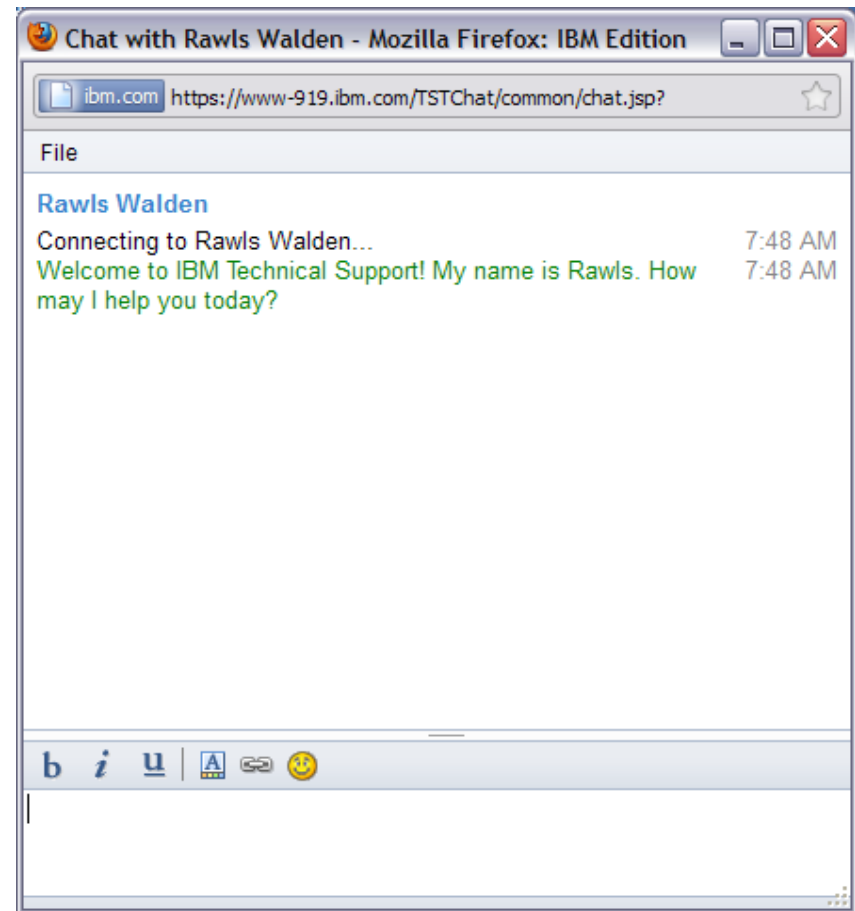 Chat with Rawls Walden - Mozilla Firefox: IBM Edition
ibm.com https://www-919.ibm.com/TSTChat/common/chat.jsp?
File
Rawls Walden
Connecting to Rawls Walden... 7:48 AM
Welcome to IBM Technical Support! My name is Rawls. How 7:48 AM
may I help you today?
b i u A